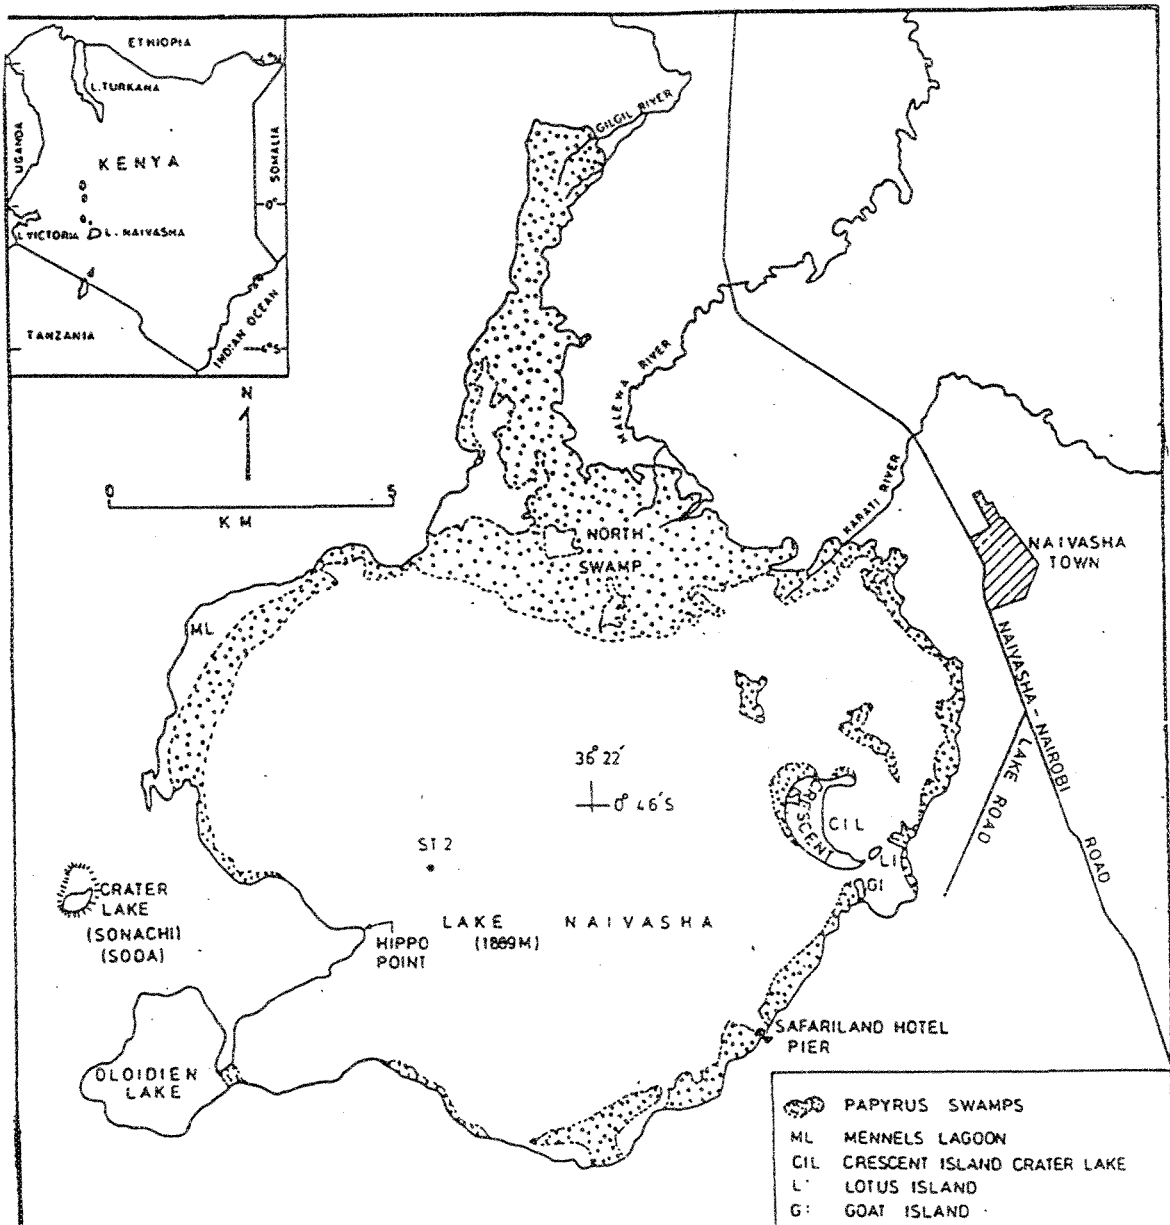 ETHIOPIA
4°N
L. TURKANA
UGANDA
SOMALIA
KENYA
0°
L. VICTORIA
L. NAIVASHA
TANZANIA
INDIAN OCEAN
4°S
N
0 5
KM
GILGIL RIVER
MALEWA RIVER
KARATI RIVER
NORTH
SWAMP
NAIVASHA
TOWN
ML
NAIVASHA - NAIROBI
ROAD
LAKE ROAD
36° 22'
0° 46'S
CRESCENT
CIL
LI
GI
ST 2
CRATER
LAKE
(SONACHI)
(SODA)
LAKE NAIVASHA
HIPPO
POINT
SAFARILAND HOTEL
PIER
OLOIDIEN
LAKE
PAPYRUS SWAMPS
ML MENNELS LAGOON
CIL CRESCENT ISLAND CRATER LAKE
LOTUS ISLAND
GOAT ISLAND